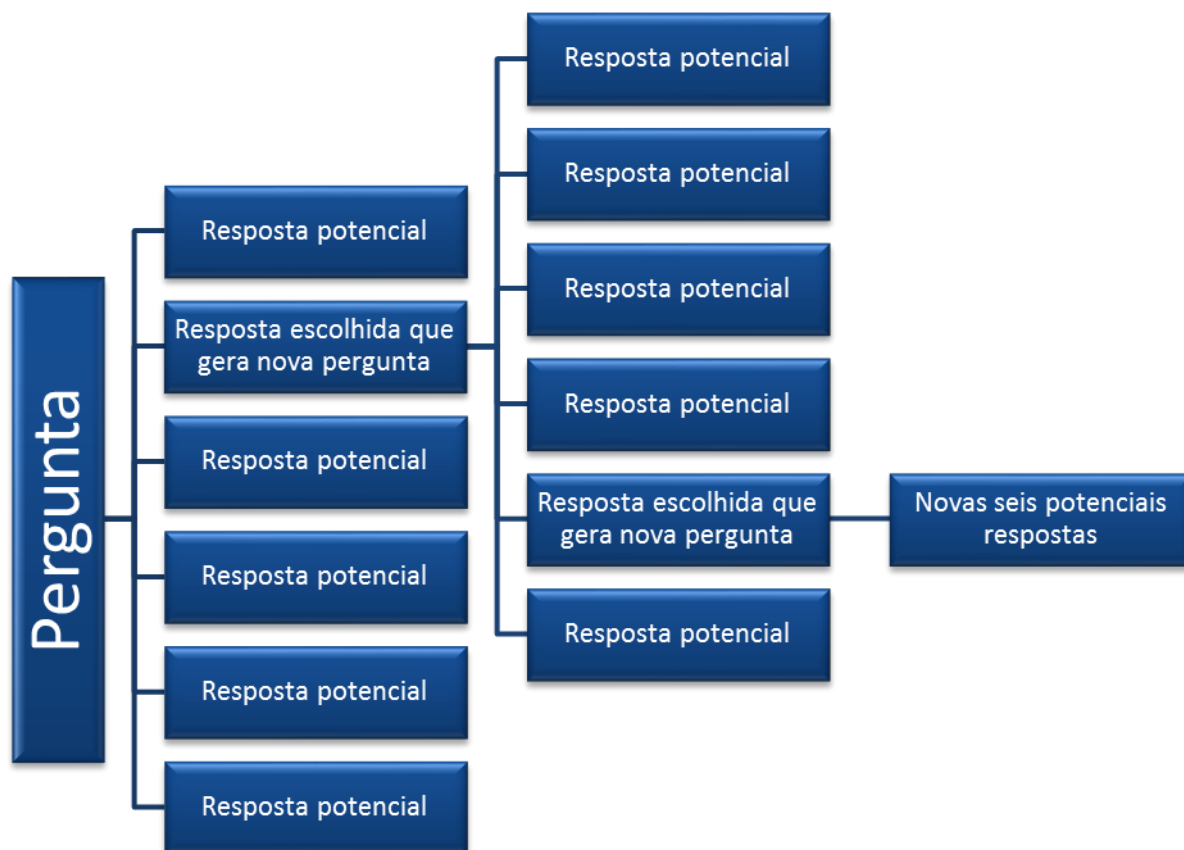 Pergunta
Resposta potencial
Resposta escolhida que
gera nova pergunta
Resposta potencial
Resposta potencial
Resposta potencial
Resposta potencial
Resposta potencial
Resposta potencial
Resposta potencial
Resposta potencial
Resposta escolhida que
gera nova pergunta
Resposta potencial
Novas seis potenciais
respostas